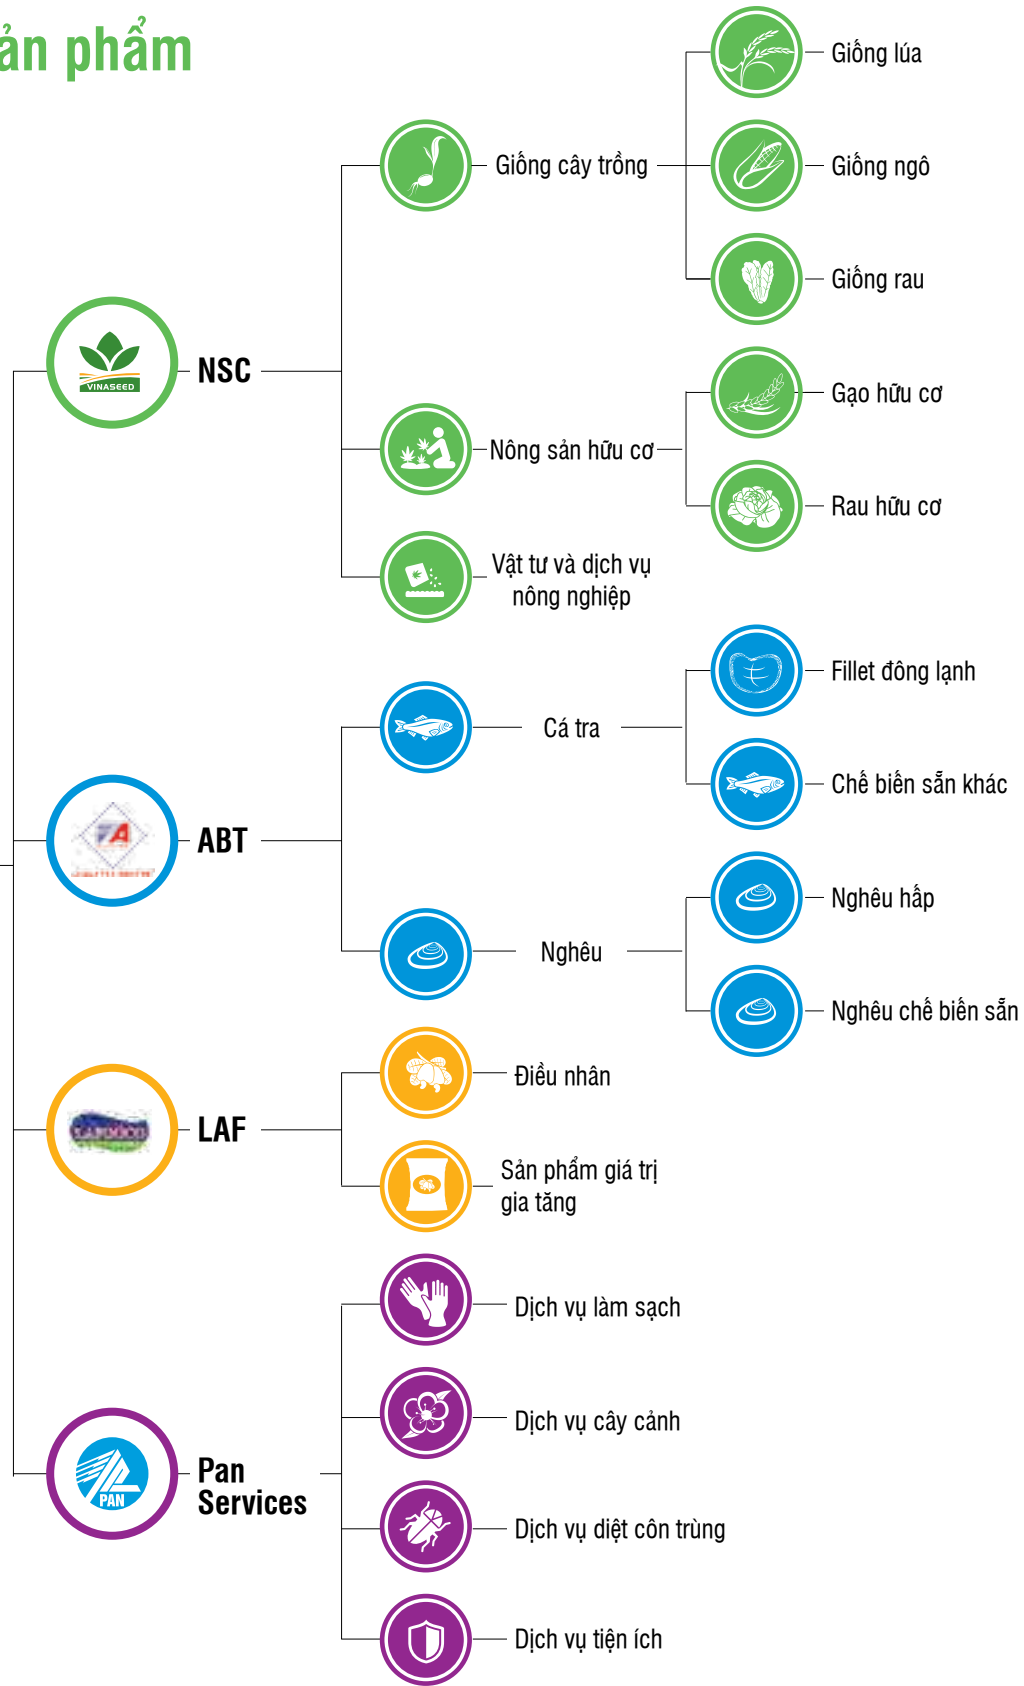 ản phẩm
Giống lúa
Giống cây trồng
Giống ngô
Giống rau
VINASEED
NSC
Gạo hữu cơ
Nông sản hữu cơ
Rau hữu cơ
Vật tư và dịch vụ
nông nghiệp
Fillet đông lạnh
Cá tra
Chế biến sẵn khác
ABT
Nghêu hấp
Nghêu
Nghêu chế biến sẵn
Điều nhân
LAF
Sản phẩm giá trị
gia tăng
Dịch vụ làm sạch
Dịch vụ cây cảnh
PAN
Pan
Services
Dịch vụ diệt côn trùng
Dịch vụ tiện ích